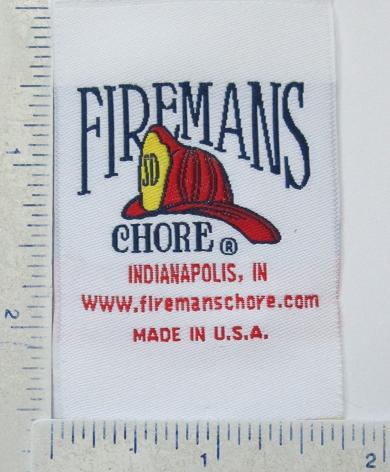 FIREMANS
SD
CHORE ®
INDIANAPOLIS, IN
www.firemanschore.com
MADE IN U.S.A.
1
2
1
2